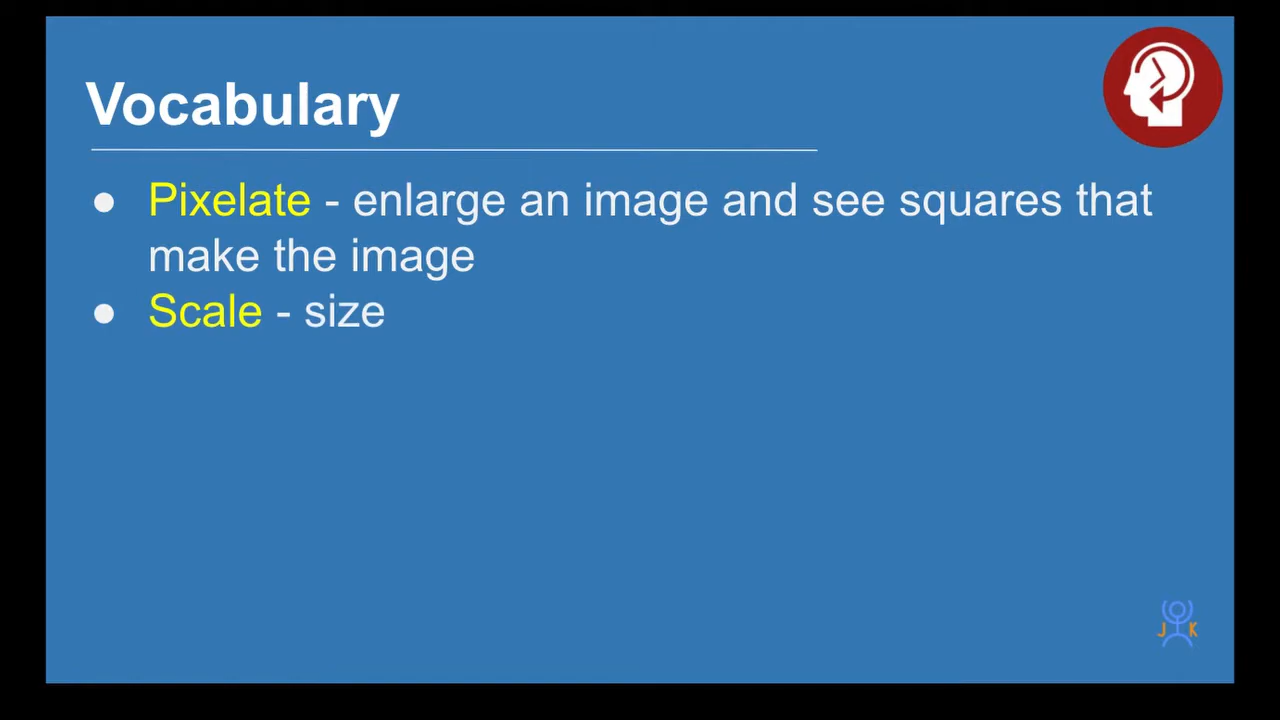 Vocabulary
● Pixelate - enlarge an image and see squares that
make the image
● Scale - size
J K